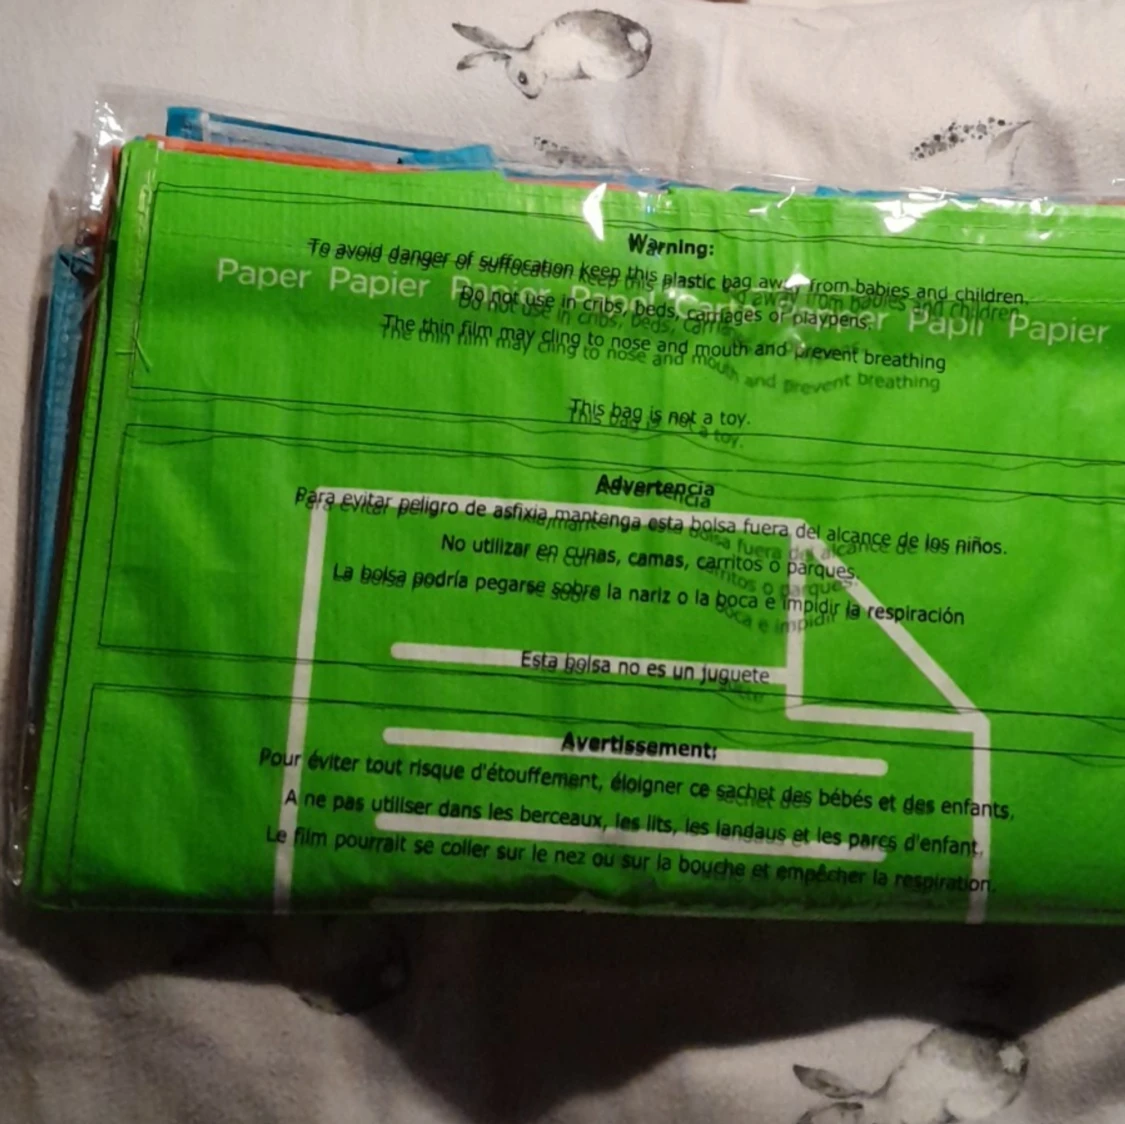 Warning:
To avoid danger of suffocation keep this plastic bag away from babies and children.
Paper Papier Papier Papel Carta Papier Papīr Papier
Do not use in cribs, beds, carriages or playpens.
The thin film may cling to nose and mouth and prevent breathing
This bag is not a toy.
Advertencia
Para evitar peligro de asfixia mantenga esta bolsa fuera del alcance de los niños.
No utilizar en cunas, camas, carritos o parques.
La bolsa podría pegarse sobre la nariz o la boca e impidir la respiración
Esta bolsa no es un juguete
Avertissement:
Pour éviter tout risque d'étouffement, éloigner ce sachet des bébés et des enfants,
A ne pas utiliser dans les berceaux, les lits, les landaus et les parcs d'enfant,
Le film pourrait se coller sur le nez ou sur la bouche et empêcher la respiration.